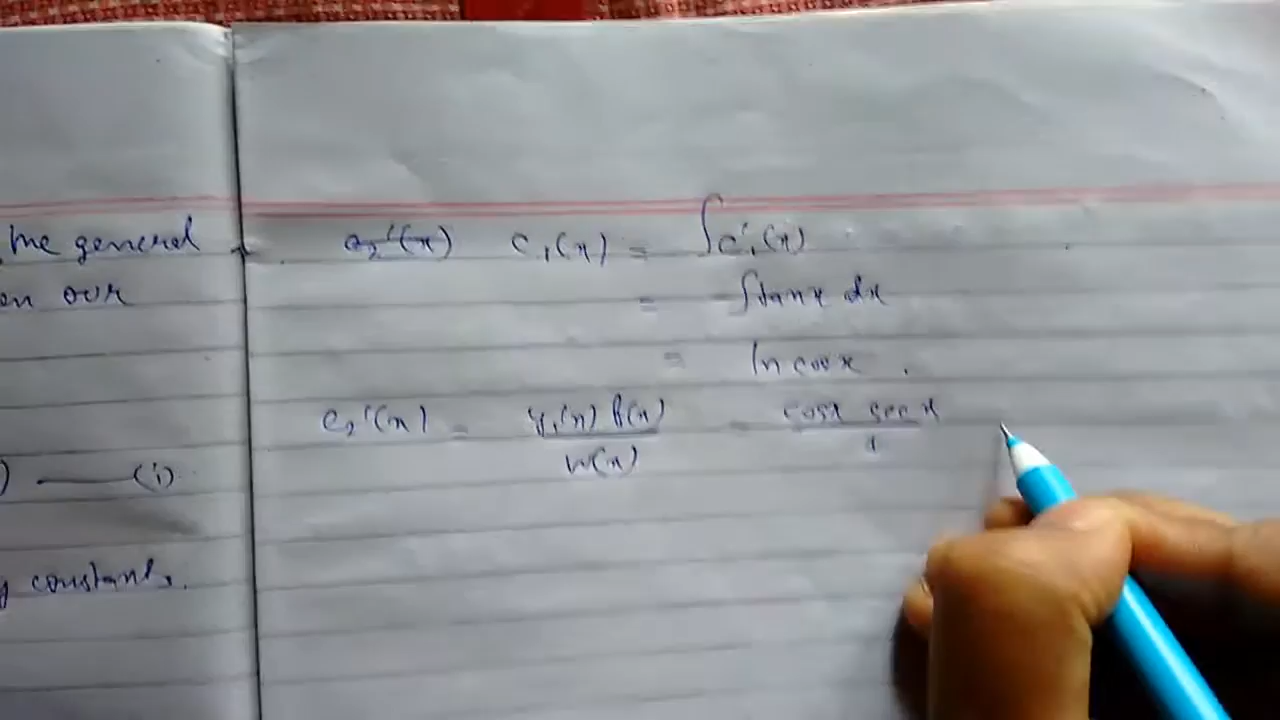 the general
en our
) —— (i)
constant,.
c₂'(x) c₁(x) = ∫c₁'(x)
= -∫tanx dx
= ln cosx .
c₂'(x) = y₁(x) f(x) / W(x) = cosx secx / 1